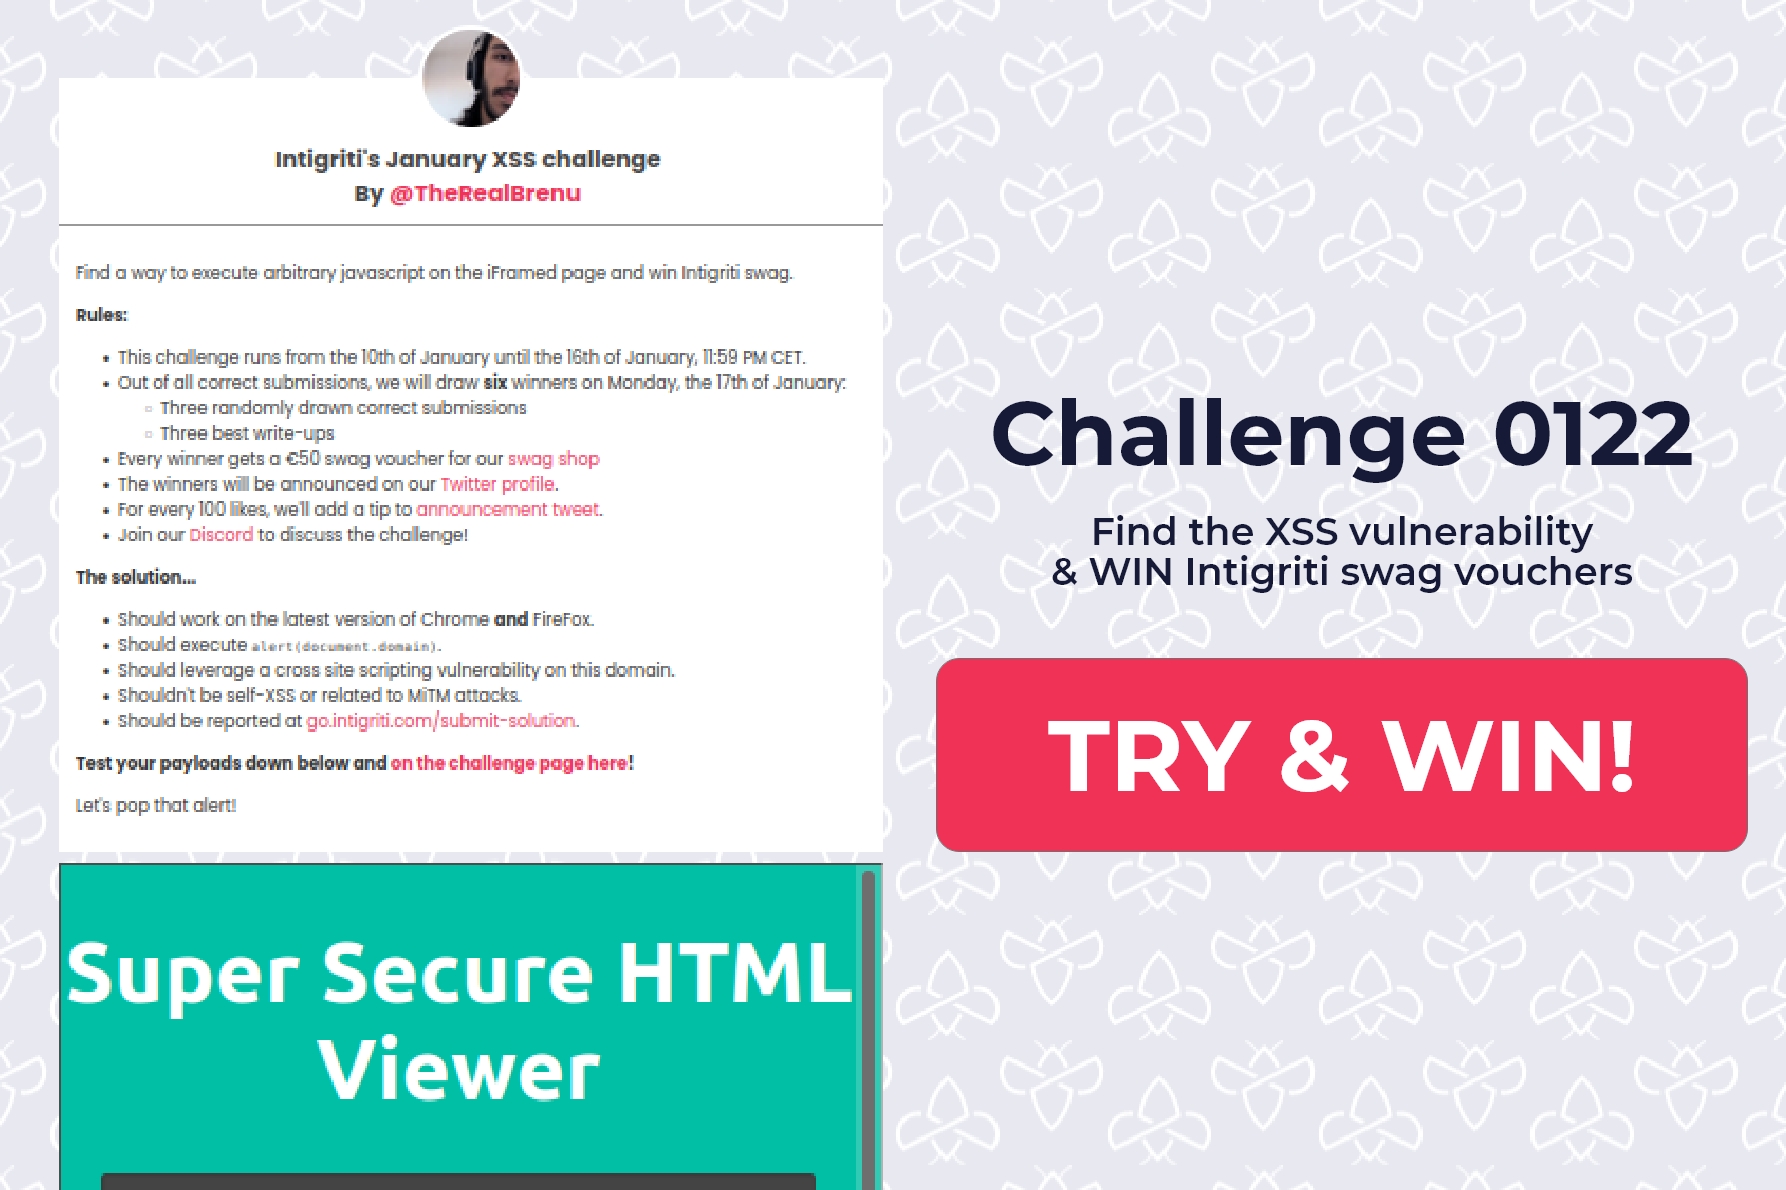 Intigriti's January XSS challenge
By @TheRealBrenu
Find a way to execute arbitrary javascript on the iFramed page and win Intigriti swag.
Rules:
• This challenge runs from the 10th of January until the 16th of January, 11:59 PM CET.
• Out of all correct submissions, we will draw six winners on Monday, the 17th of January:
Three randomly drawn correct submissions
Three best write-ups
• Every winner gets a €50 swag voucher for our swag shop
• The winners will be announced on our Twitter profile.
• For every 100 likes, we'll add a tip to announcement tweet.
• Join our Discord to discuss the challenge!
The solution...
• Should work on the latest version of Chrome and FireFox.
• Should execute alert(document.domain).
• Should leverage a cross site scripting vulnerability on this domain.
• Shouldn't be self-XSS or related to MiTM attacks.
• Should be reported at go.intigriti.com/submit-solution.
Test your payloads down below and on the challenge page here!
Let's pop that alert!
Super Secure HTML
Viewer
Challenge 0122
Find the XSS vulnerability
& WIN Intigriti swag vouchers
TRY & WIN!